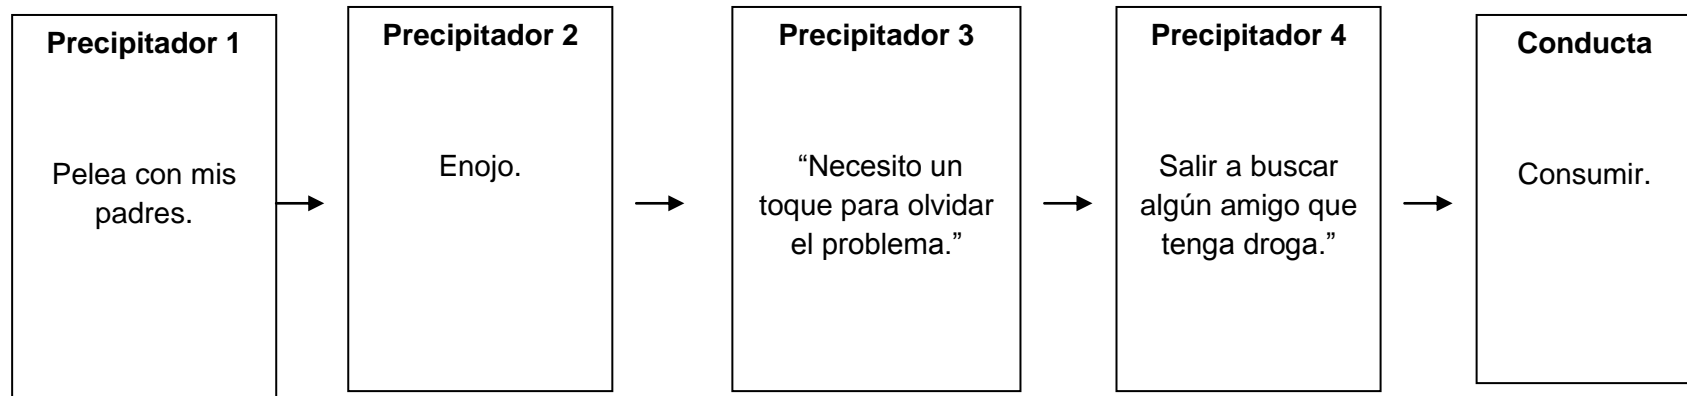 Precipitador 1
Pelea con mis
padres.
Precipitador 2
Enojo.
Precipitador 3
“Necesito un
toque para olvidar
el problema.”
Precipitador 4
Salir a buscar
algún amigo que
tenga droga.”
Conducta
Consumir.